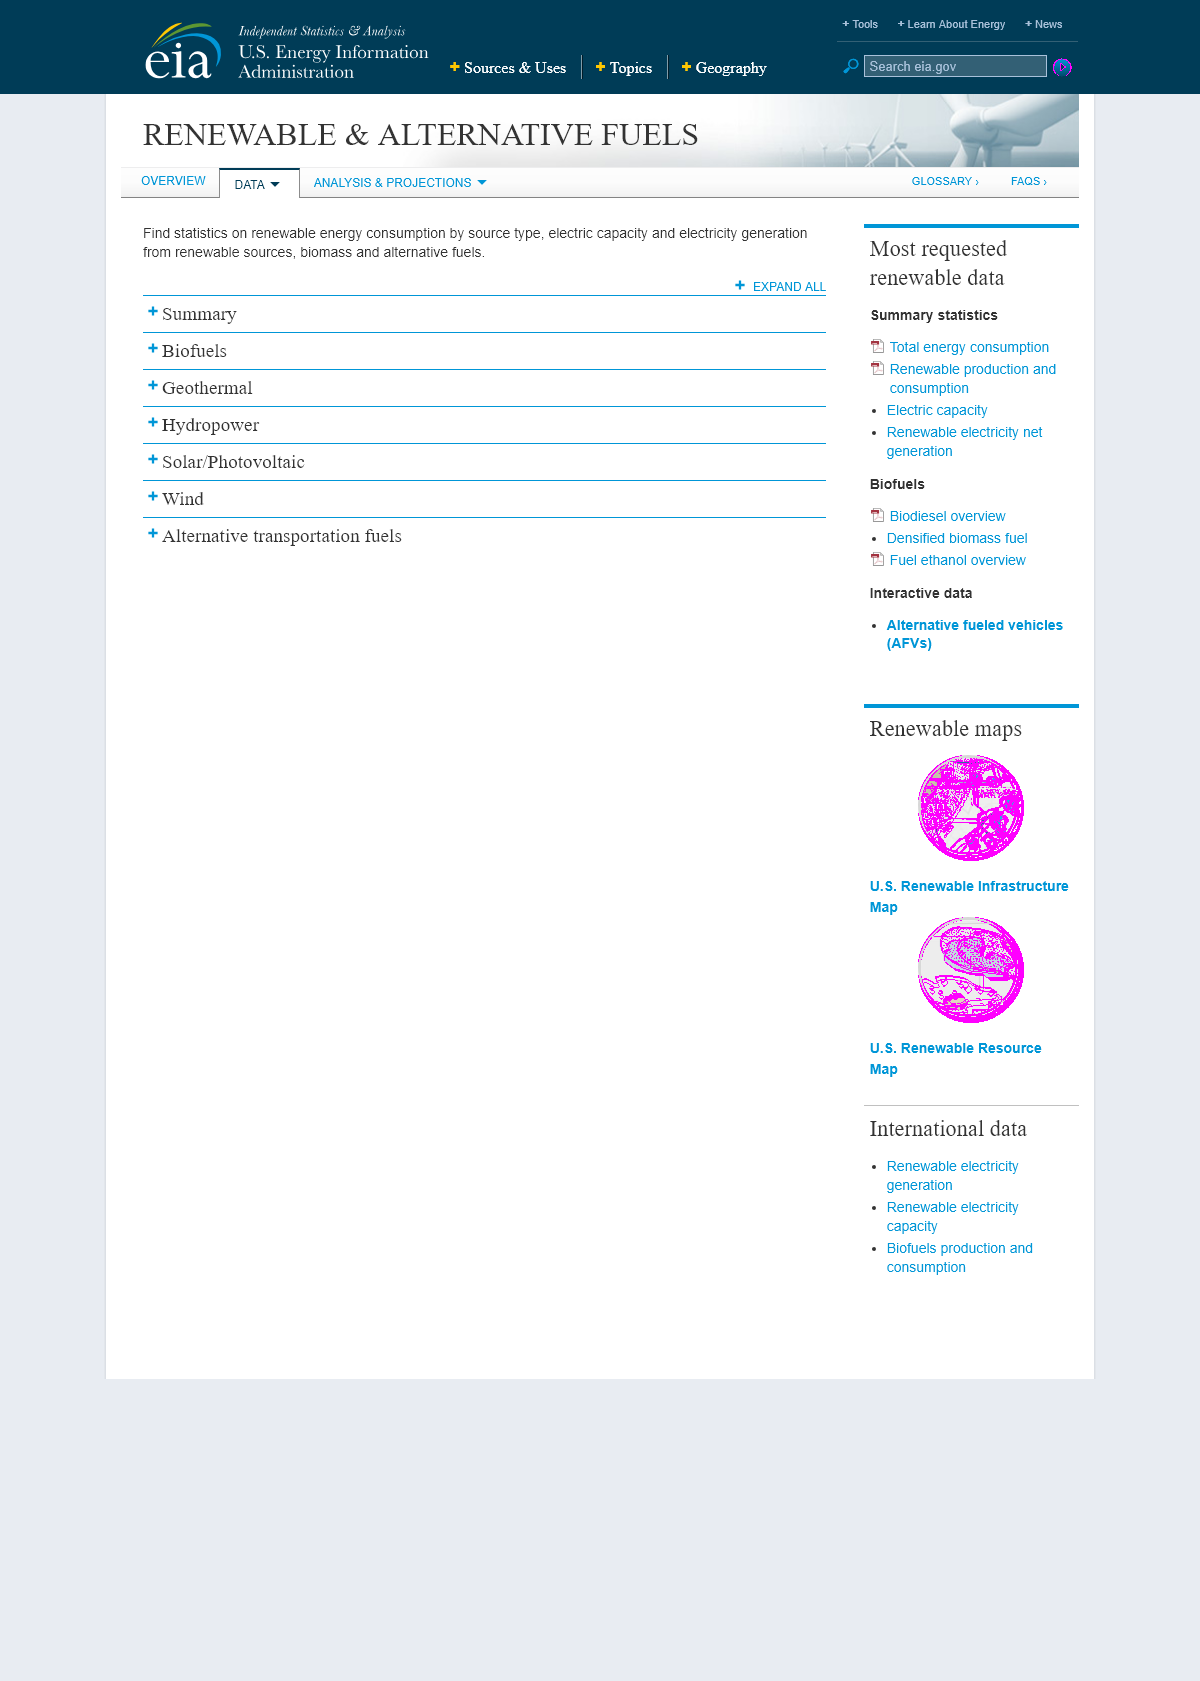 Independent Statistics & Analysis
U.S. Energy Information
Administration
eia
Sources & Uses
Topics
Geography
Tools
Learn About Energy
News
Search eia.gov
RENEWABLE & ALTERNATIVE FUELS
OVERVIEW
DATA
ANALYSIS & PROJECTIONS
GLOSSARY ›
FAQS ›
Find statistics on renewable energy consumption by source type, electric capacity and electricity generation
from renewable sources, biomass and alternative fuels.
EXPAND ALL
Summary
Biofuels
Geothermal
Hydropower
Solar/Photovoltaic
Wind
Alternative transportation fuels
Most requested
renewable data
Summary statistics
Total energy consumption
Renewable production and
consumption
• Electric capacity
• Renewable electricity net
generation
Biofuels
Biodiesel overview
• Densified biomass fuel
Fuel ethanol overview
Interactive data
• Alternative fueled vehicles
(AFVs)
Renewable maps
U.S. Renewable Infrastructure
Map
U.S. Renewable Resource
Map
International data
• Renewable electricity
generation
• Renewable electricity
capacity
• Biofuels production and
consumption